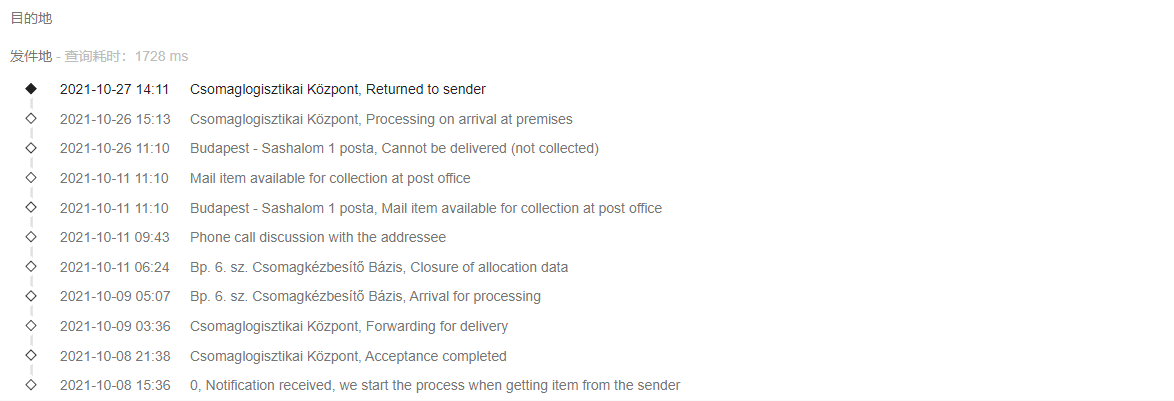 目的地
发件地 - 查询耗时：1728 ms
2021-10-27 14:11 Csomaglogisztikai Központ, Returned to sender
2021-10-26 15:13 Csomaglogisztikai Központ, Processing on arrival at premises
2021-10-26 11:10 Budapest - Sashalom 1 posta, Cannot be delivered (not collected)
2021-10-11 11:10 Mail item available for collection at post office
2021-10-11 11:10 Budapest - Sashalom 1 posta, Mail item available for collection at post office
2021-10-11 09:43 Phone call discussion with the addressee
2021-10-11 06:24 Bp. 6. sz. Csomagkézbesítő Bázis, Closure of allocation data
2021-10-09 05:07 Bp. 6. sz. Csomagkézbesítő Bázis, Arrival for processing
2021-10-09 03:36 Csomaglogisztikai Központ, Forwarding for delivery
2021-10-08 21:38 Csomaglogisztikai Központ, Acceptance completed
2021-10-08 15:36 0, Notification received, we start the process when getting item from the sender